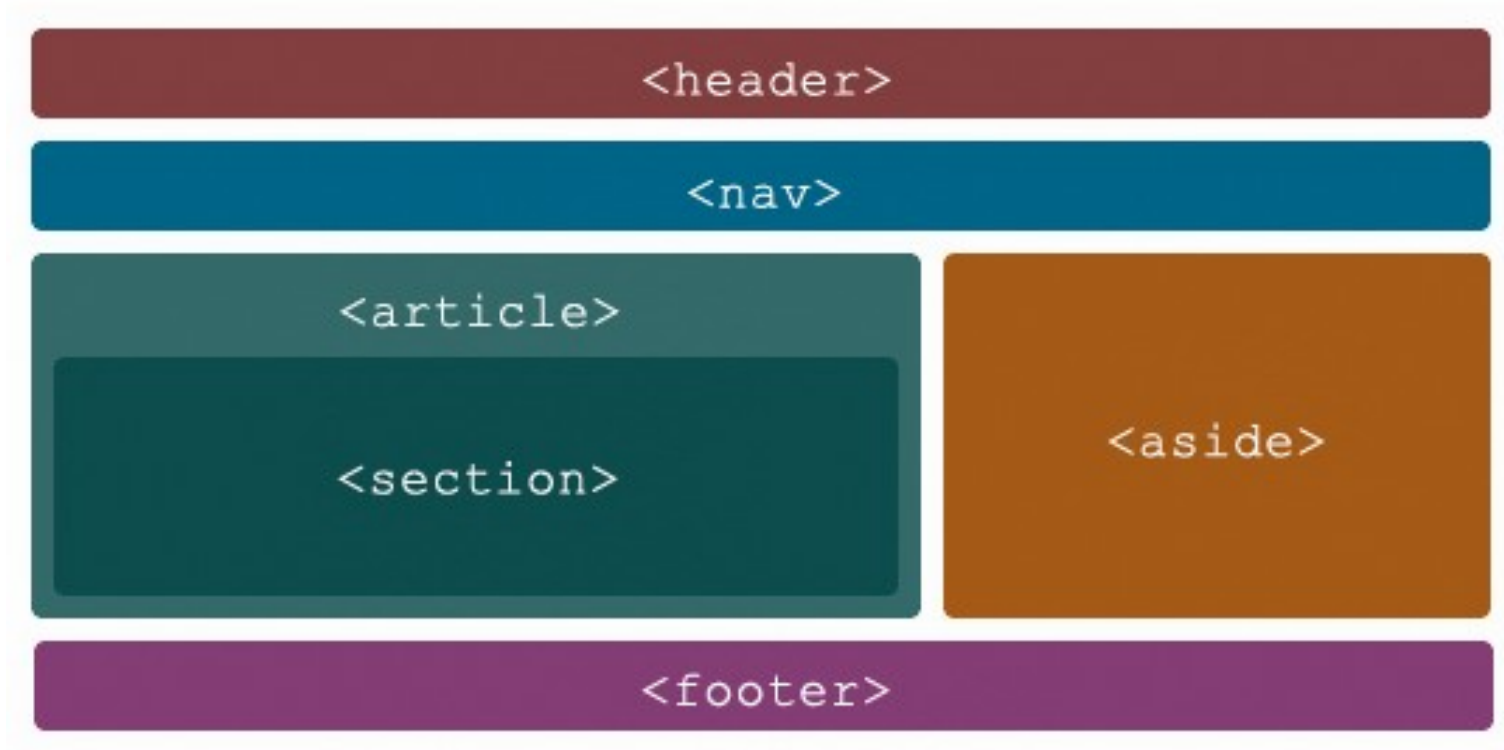 <header>
<nav>
<article>
<section>
<aside>
<footer>